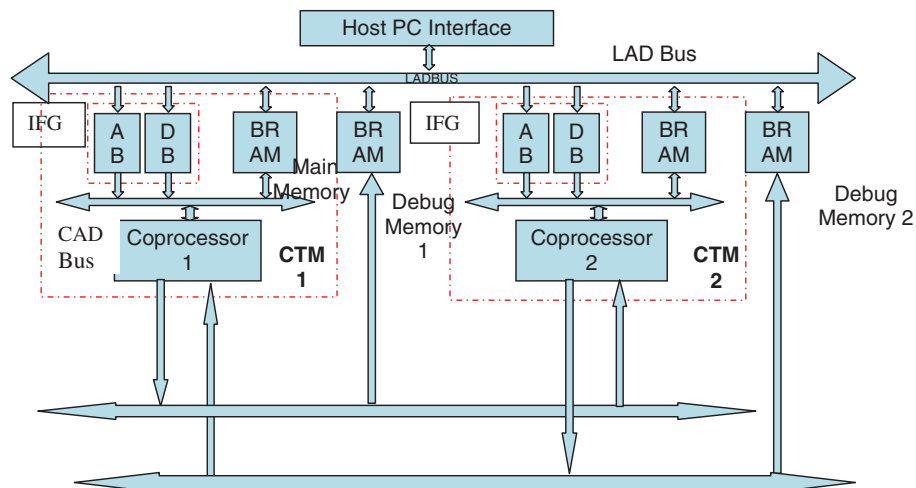 Host PC Interface
LAD Bus
LADBUS
IFG
A
B
D
B
BR
AM
BR
AM
IFG
A
B
D
B
BR
AM
BR
AM
Main
Memory
Debug
Memory
1
Debug
Memory 2
CAD
Bus
Coprocessor
1
CTM
1
Coprocessor
2
CTM
2